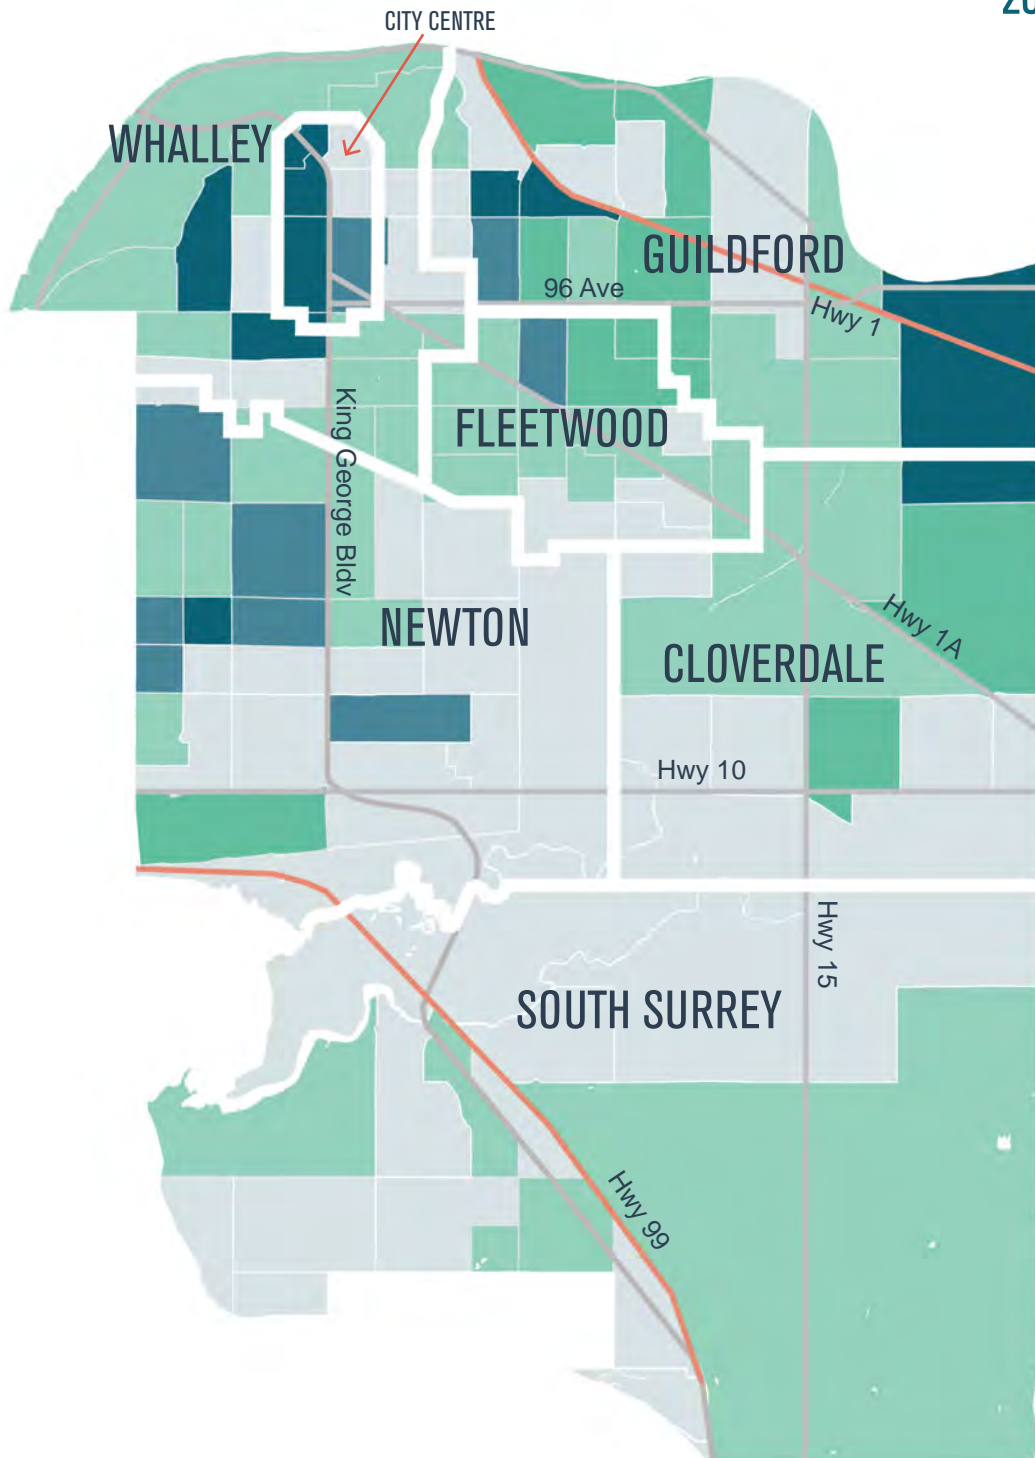 CITY CENTRE
WHALLEY
GUILDFORD
96 Ave
Hwy 1
King George Bldv
FLEETWOOD
NEWTON
Hwy 1A
CLOVERDALE
Hwy 10
Hwy 15
SOUTH SURREY
Hwy 99